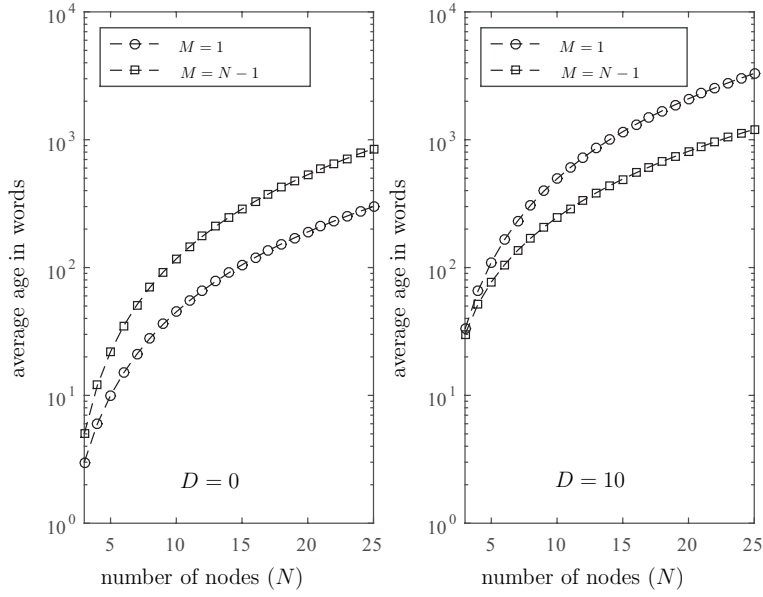 average age in words
10^4
10^3
10^2
10^1
10^0
M = 1
M = N − 1
D = 0
5 10 15 20 25
number of nodes (N)
average age in words
10^4
10^3
10^2
10^1
10^0
M = 1
M = N − 1
D = 10
5 10 15 20 25
number of nodes (N)